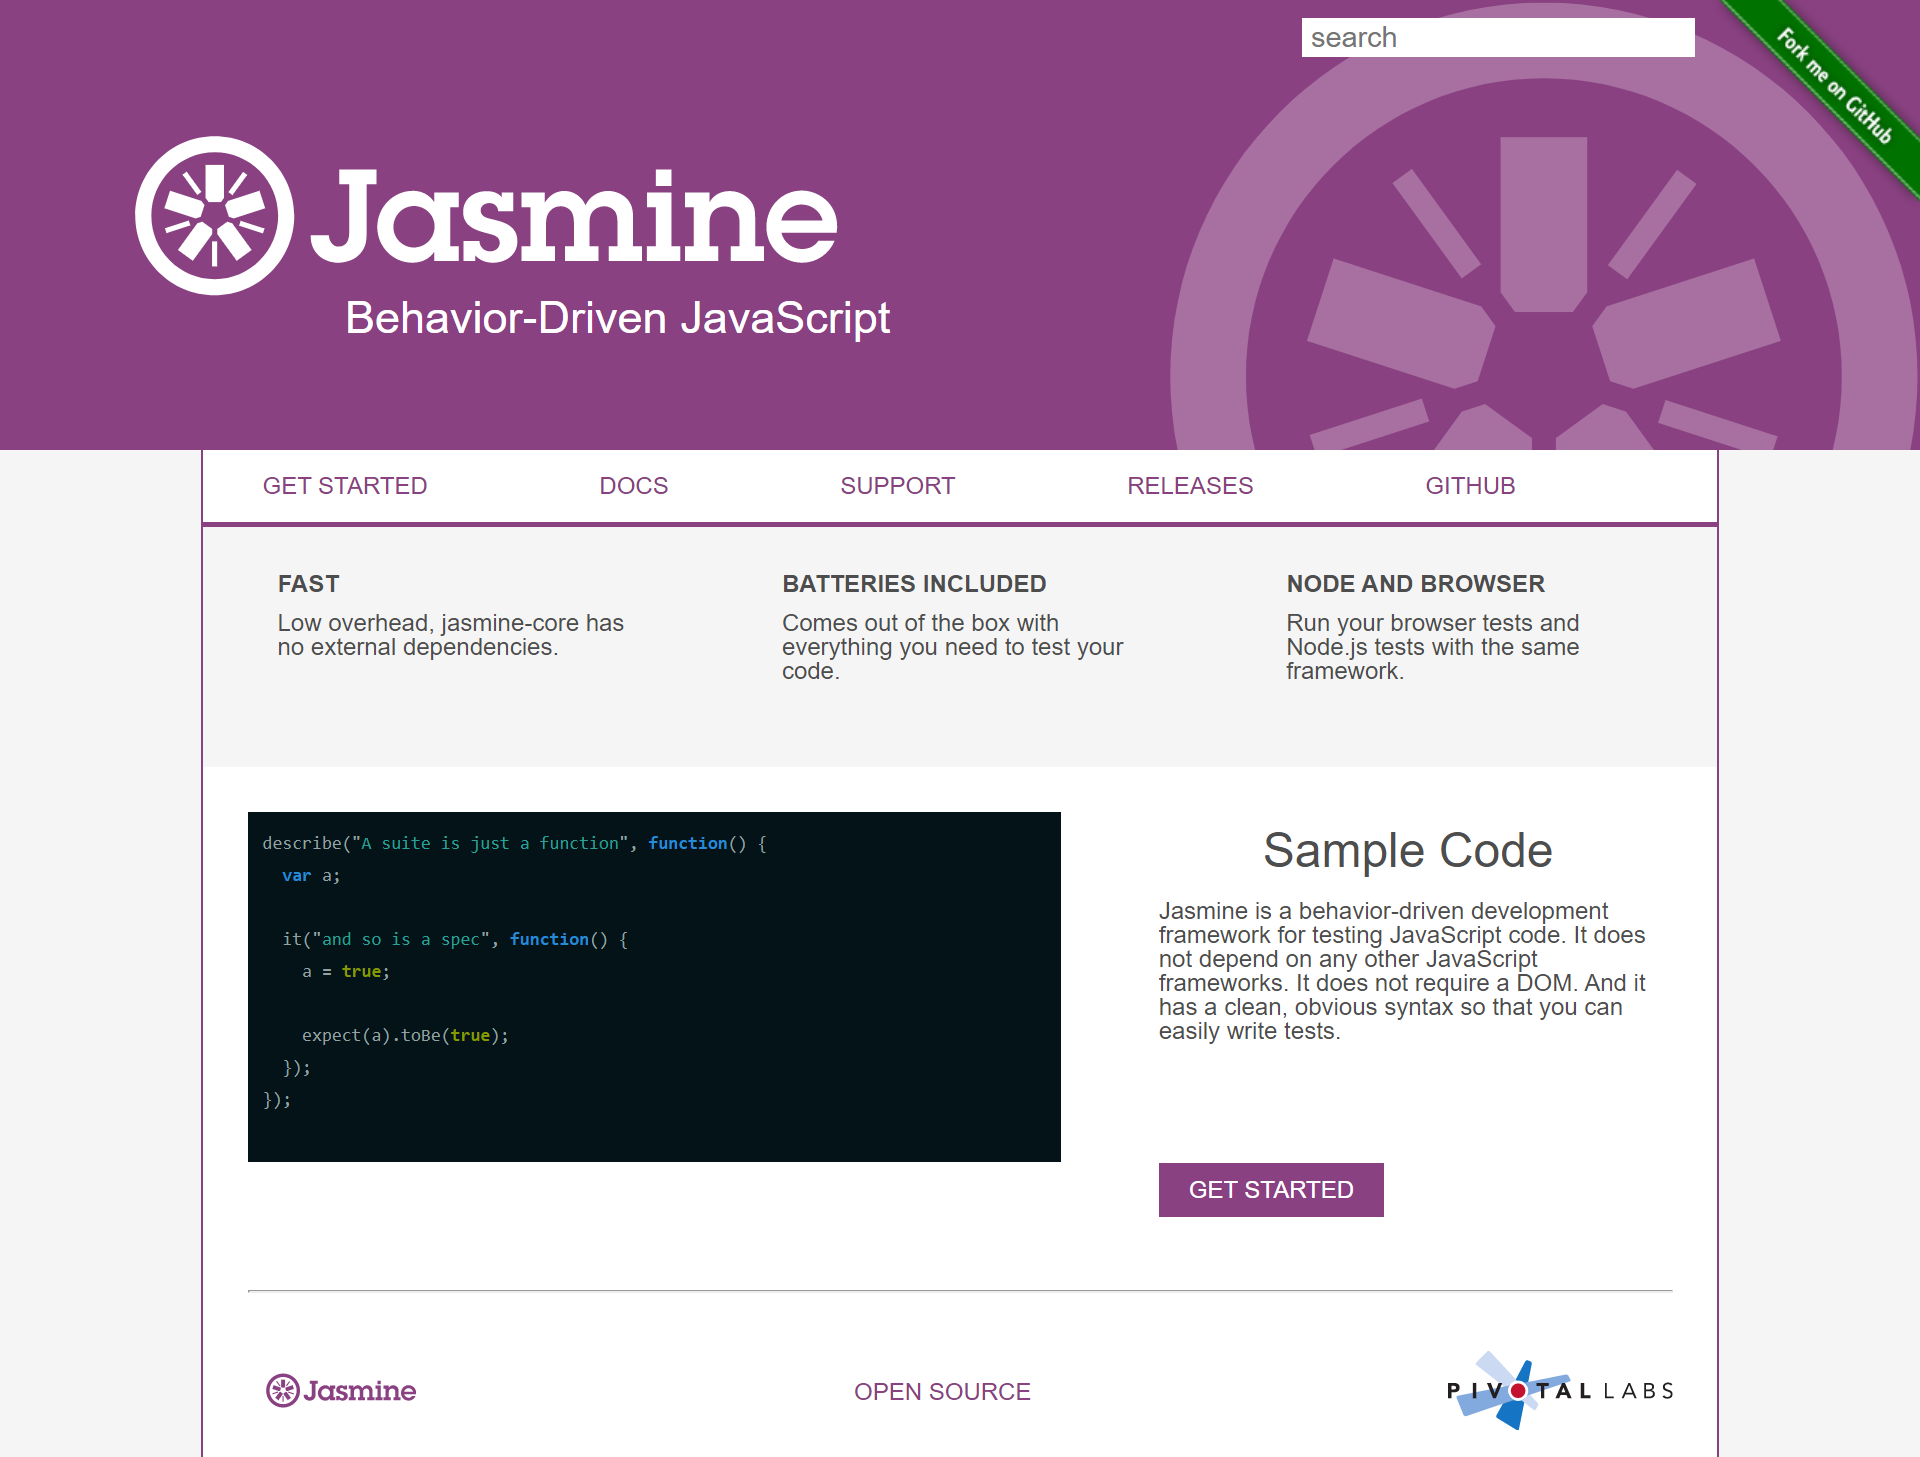 search
Fork me on GitHub
Jasmine
Behavior-Driven JavaScript
GET STARTED
DOCS
SUPPORT
RELEASES
GITHUB
FAST
Low overhead, jasmine-core has
no external dependencies.
BATTERIES INCLUDED
Comes out of the box with
everything you need to test your
code.
NODE AND BROWSER
Run your browser tests and
Node.js tests with the same
framework.
describe("A suite is just a function", function() {
  var a;
  it("and so is a spec", function() {
    a = true;
    expect(a).toBe(true);
  });
});
Sample Code
Jasmine is a behavior-driven development
framework for testing JavaScript code. It does
not depend on any other JavaScript
frameworks. It does not require a DOM. And it
has a clean, obvious syntax so that you can
easily write tests.
GET STARTED
Jasmine
OPEN SOURCE
PIVOTAL LABS